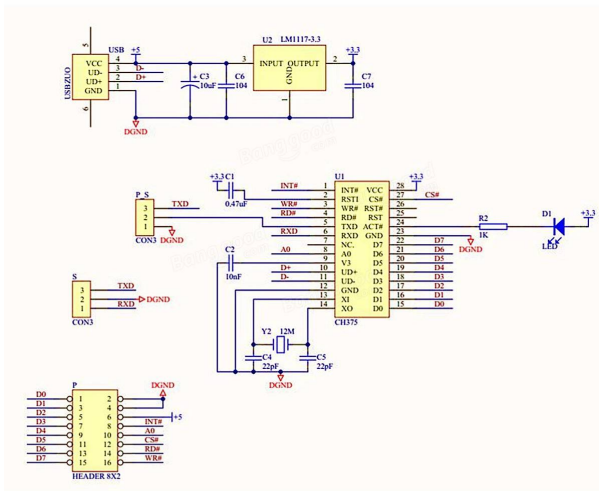 5
USB
USBZUO
VCC 4 +5
UD- 3 D-
UD+ 2 D+
GND 1
6
DGND
C3
10uF
C6
104
U2 LM1117-3.3
3 INPUT OUTPUT 2
GND
1
+3.3
C7
104
+3.3 C1
0.47uF
U1
INT# 1 INT# VCC 28 +3.3
2 RSTI CS# 27 CS#
WR# 3 WR# RST# 26
RD# 4 RD# RST 25
5 TXD ACT# 24
RXD 6 RXD GND 23
7 NC. D7 22 D7
A0 8 A0 D6 21 D6
9 V3 D5 20 D5
D+ 10 UD+ D4 19 D4
D- 11 UD- D3 18 D3
12 GND D2 17 D2
13 XI D1 16 D1
14 XO D0 15 D0
CH375
DGND
R2
1K
D1
LED
+3.3
P_S
3 TXD
2
1
CON3
DGND
C2
10nF
S
3 TXD
2 DGND
1 RXD
CON3
Y2 12M
C4
22pF
C5
22pF
DGND
P
DGND
D0 1 2
D1 3 4
D2 5 6 +5
D3 7 8 INT#
D4 9 10 A0
D5 11 12 CS#
D6 13 14 RD#
D7 15 16 WR#
HEADER 8X2